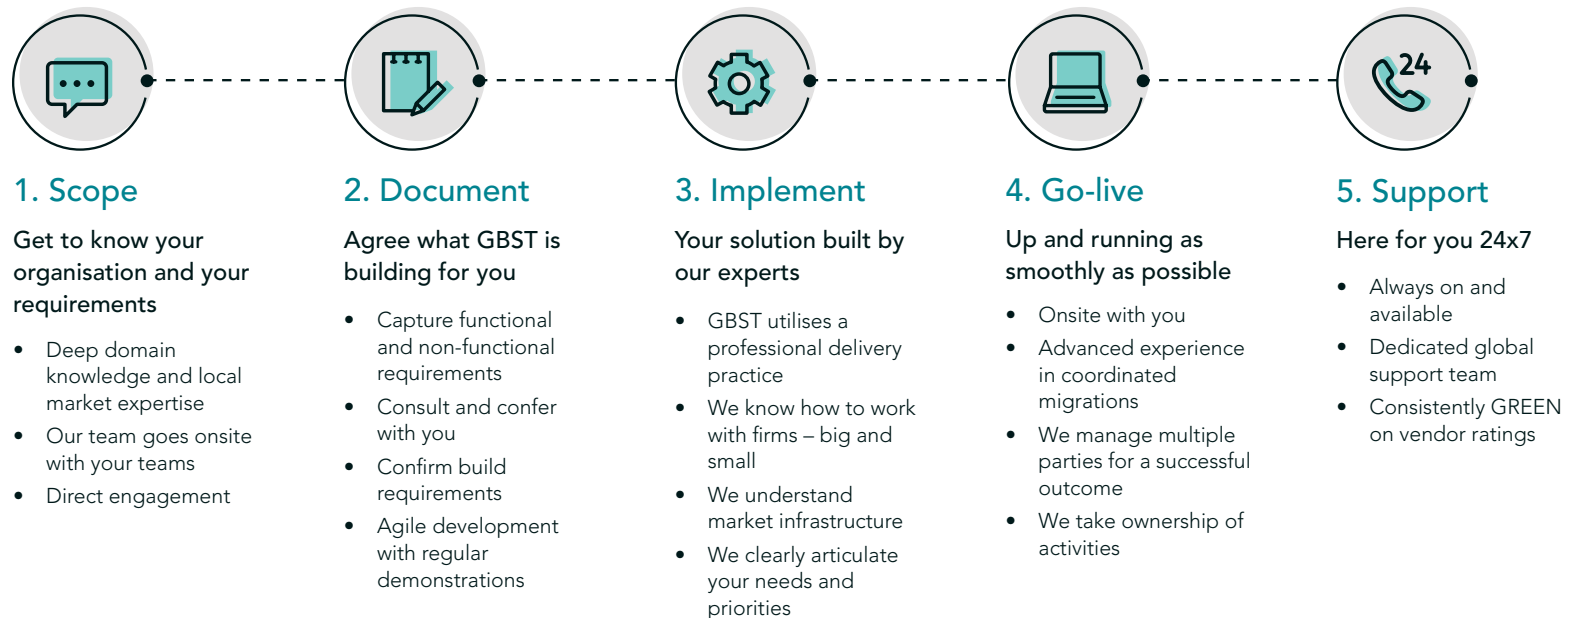 24
1. Scope
Get to know your
organisation and your
requirements
• Deep domain
knowledge and local
market expertise
• Our team goes onsite
with your teams
• Direct engagement
2. Document
Agree what GBST is
building for you
• Capture functional
and non-functional
requirements
• Consult and confer
with you
• Confirm build
requirements
• Agile development
with regular
demonstrations
3. Implement
Your solution built by
our experts
• GBST utilises a
professional delivery
practice
• We know how to work
with firms – big and
small
• We understand
market infrastructure
• We clearly articulate
your needs and
priorities
4. Go-live
Up and running as
smoothly as possible
• Onsite with you
• Advanced experience
in coordinated
migrations
• We manage multiple
parties for a successful
outcome
• We take ownership of
activities
5. Support
Here for you 24x7
• Always on and
available
• Dedicated global
support team
• Consistently GREEN
on vendor ratings